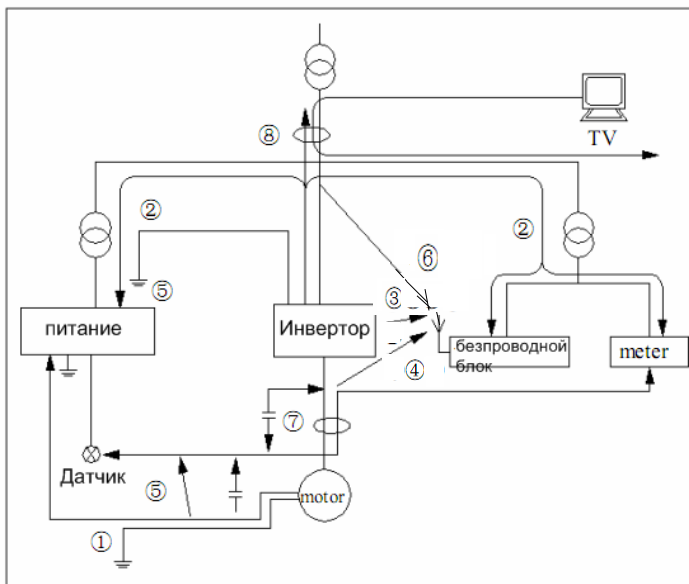 ⑧
TV
②
②
⑥
⑤
③
питание
Инвертор
безпроводной
блок
meter
④
⑦
Датчик
⑤
motor
①